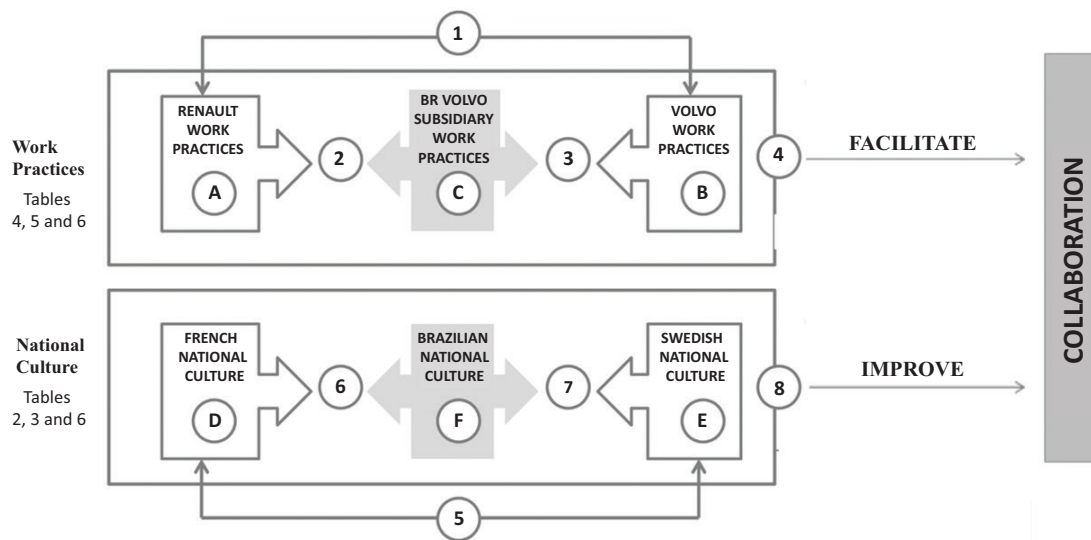 1
RENAULT
WORK
PRACTICES
A
2
BR VOLVO
SUBSIDIARY
WORK
PRACTICES
C
3
VOLVO
WORK
PRACTICES
B
4
Work
Practices
Tables
4, 5 and 6
FACILITATE
COLLABORATION
National
Culture
Tables
2, 3 and 6
FRENCH
NATIONAL
CULTURE
D
6
BRAZILIAN
NATIONAL
CULTURE
F
7
SWEDISH
NATIONAL
CULTURE
E
8
IMPROVE
5